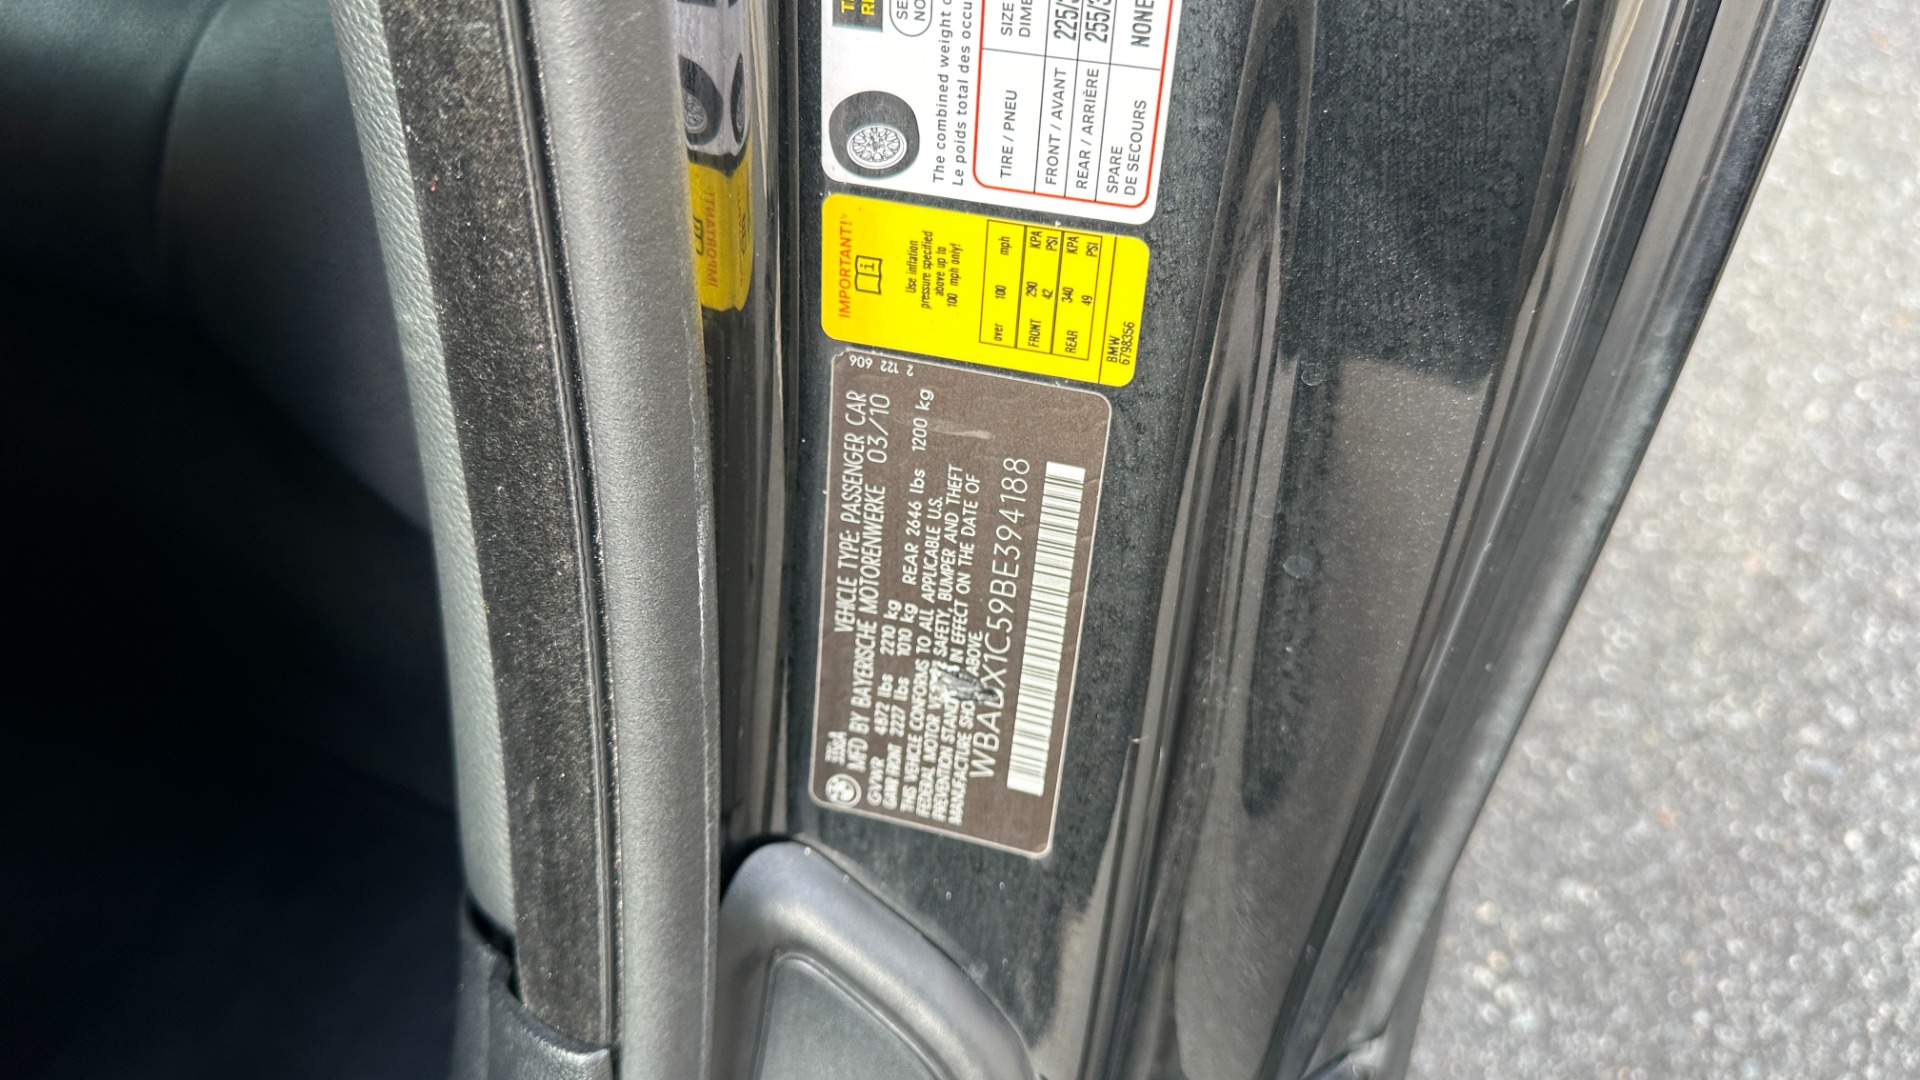 The combined weight o
Le poids total des occu
TIRE / PNEU
SIZE
DIME
FRONT / AVANT
225/
REAR / ARRIÈRE
255/3
SPARE
DE SECOURS
NONE
IMPORTANT!
Use inflation
pressure specified
above up to
100 mph only!
over 100 mph
FRONT 290 KPA
42 PSI
REAR 340 KPA
49 PSI
BMW
6798356
2 122 606
VEHICLE TYPE: PASSENGER CAR
MFD BY BAYERISCHE MOTORENWERKE 03/10
GVWR 4872 lbs 2210 kg
GAWR FRONT 2227 lbs 1010 kg REAR 2646 lbs 1200 kg
THIS VEHICLE CONFORMS TO ALL APPLICABLE U.S.
FEDERAL MOTOR SAFETY, BUMPER AND THEFT
PREVENTION IN EFFECT ON THE DATE OF
MANUFACTURE ABOVE
WBADX1C59BE394188